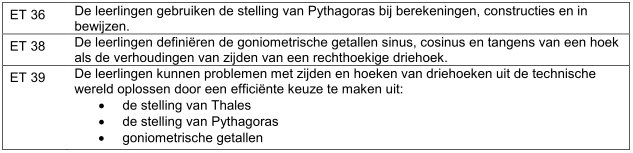 ET 36 De leerlingen gebruiken de stelling van Pythagoras bij berekeningen, constructies en in
bewijzen.
ET 38 De leerlingen definiëren de goniometrische getallen sinus, cosinus en tangens van een hoek
als de verhoudingen van zijden van een rechthoekige driehoek.
ET 39 De leerlingen kunnen problemen met zijden en hoeken van driehoeken uit de technische
wereld oplossen door een efficiënte keuze te maken uit:
• de stelling van Thales
• de stelling van Pythagoras
• goniometrische getallen